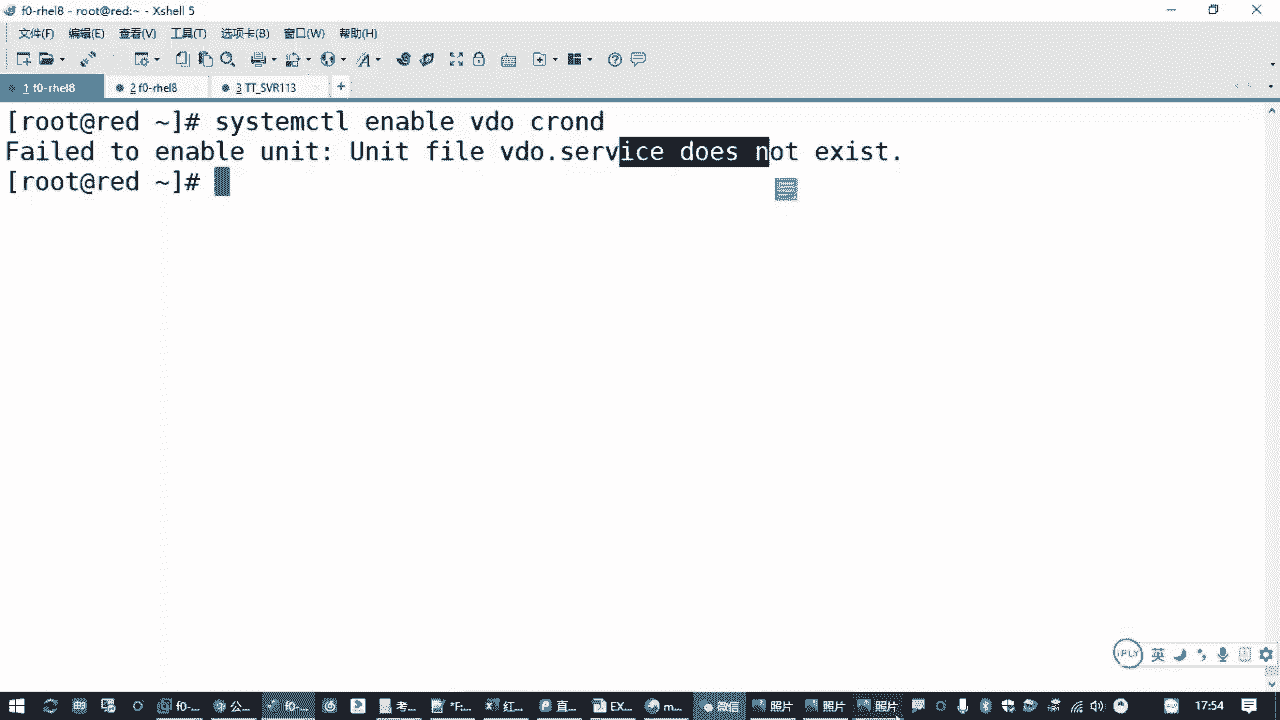 f0-rhel8 - root@red:~ - Xshell 5
文件(F) 编辑(E) 查看(V) 工具(T) 选项卡(B) 窗口(W) 帮助(H)
1 f0-rhel8 2 f0-rhel8 3 TT_SVR113 +
[root@red ~]# systemctl enable vdo crond
Failed to enable unit: Unit file vdo.service does not exist.
[root@red ~]#
iFLY 英
f0-... 公... f0-... *F... 红... 直... EX... m... 微信 照片 照片 照片 17:54